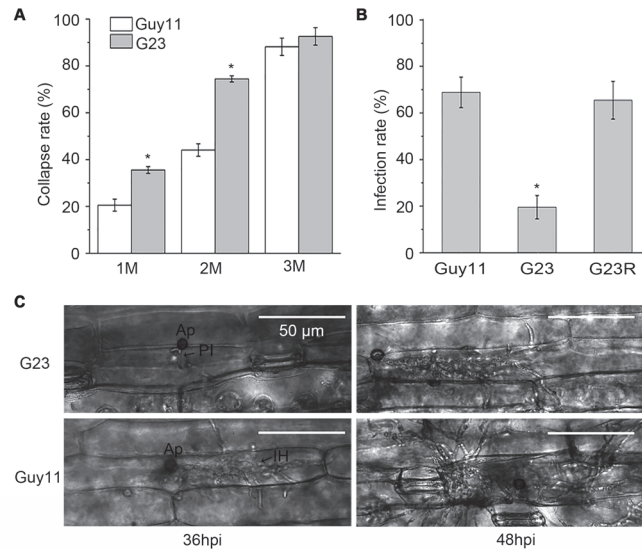 A
Guy11
G23
Collapse rate (%)
100
80
60
40
20
0
*
*
1M 2M 3M
B
Infection rate (%)
100
80
60
40
20
0
*
Guy11 G23 G23R
C
G23
Ap
PI
50 μm
Guy11
Ap
IH
36hpi 48hpi